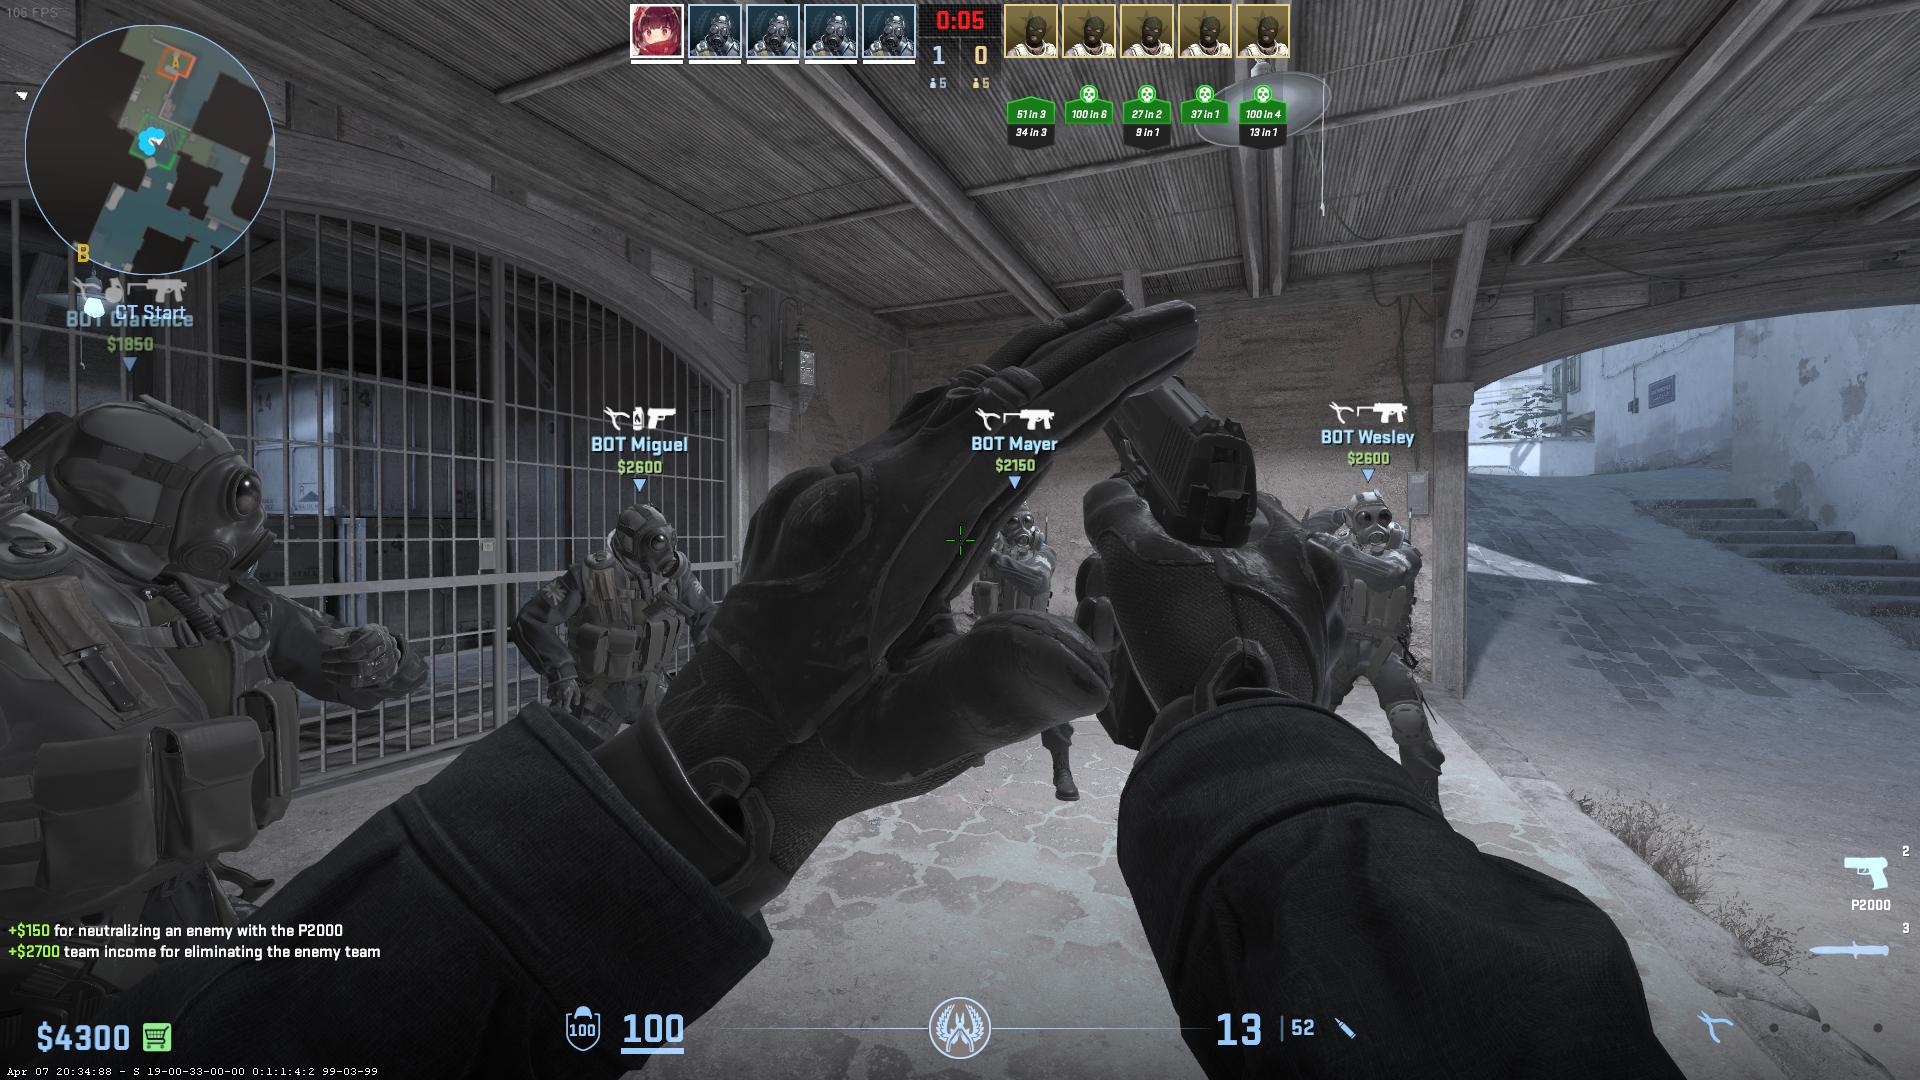 106 FPS
0:05
1 0
5 5
51 in 3 100 in 6 27 in 2 37 in 1 100 in 4
34 in 3 9 in 1 13 in 1
A
B
CT Start
BOT Clarence
$1850
BOT Miguel
$2600
BOT Mayer
$2150
BOT Wesley
$2600
2
P2000
3
+$150 for neutralizing an enemy with the P2000
+$2700 team income for eliminating the enemy team
$4300
100 100
13 | 52
Apr 07 20:34:88 - S 19-00-33-00-00 0:1:1:4:2 99-03-99